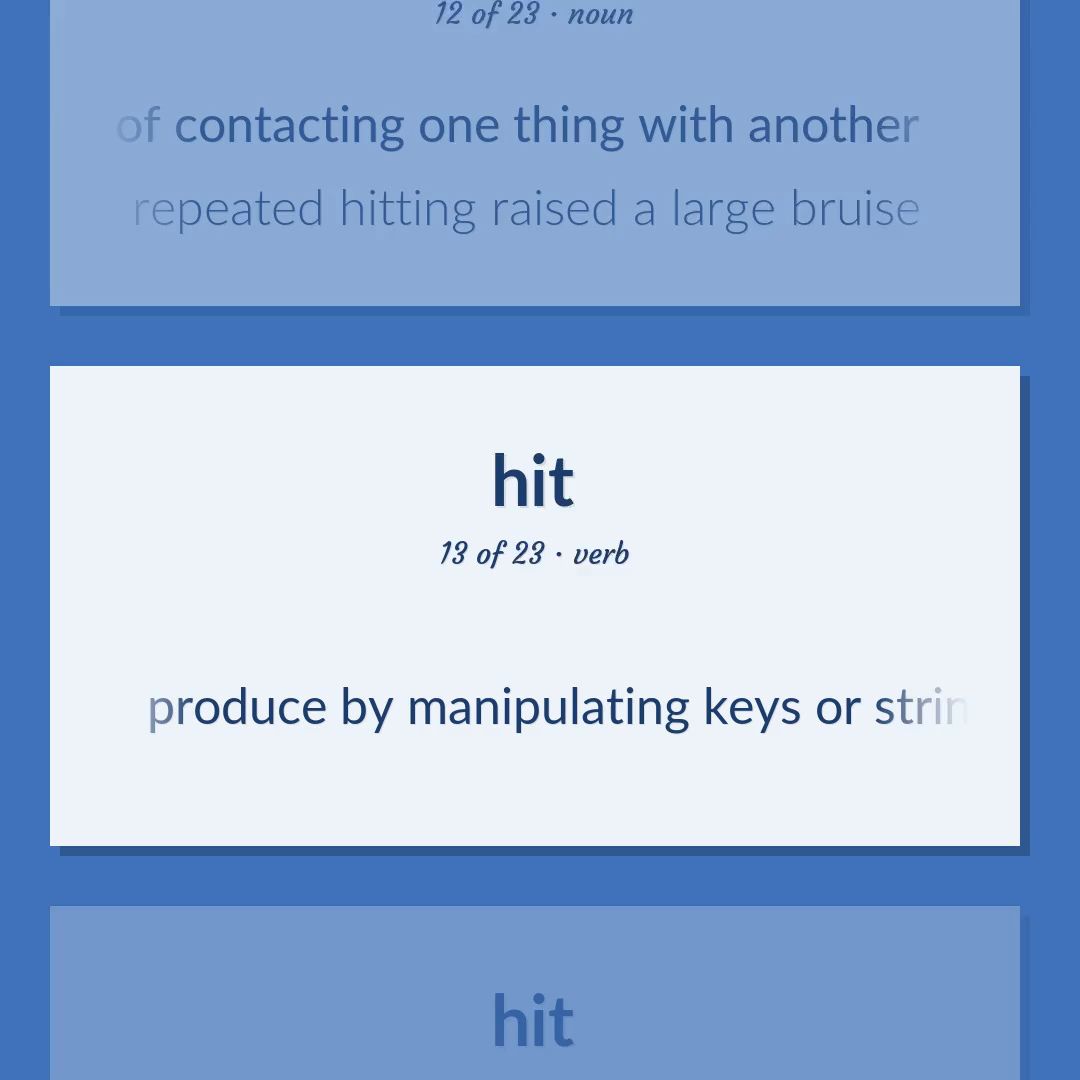 12 of 23 · noun
of contacting one thing with another
repeated hitting raised a large bruise
hit
13 of 23 · verb
produce by manipulating keys or strin
hit